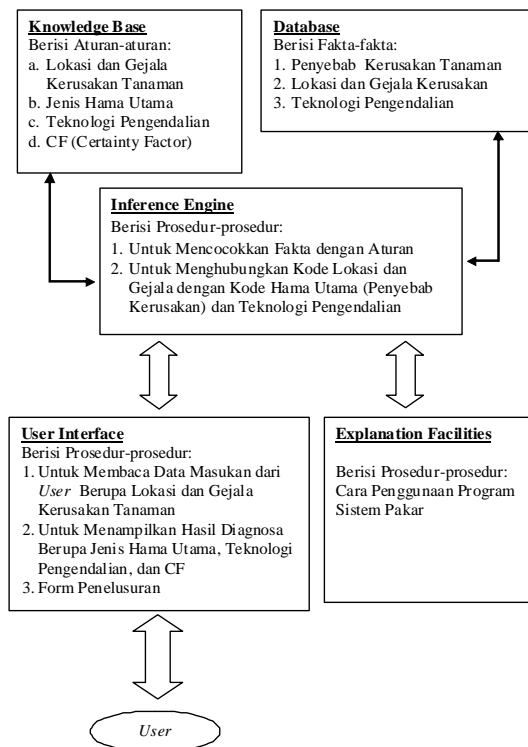 Knowledge Base
Berisi Aturan-aturan:
a. Lokasi dan Gejala
Kerusakan Tanaman
b. Jenis Hama Utama
c. Teknologi Pengendalian
d. CF (Certainty Factor)
Database
Berisi Fakta-fakta:
1. Penyebab Kerusakan Tanaman
2. Lokasi dan Gejala Kerusakan
3. Teknologi Pengendalian
Inference Engine
Berisi Prosedur-prosedur:
1. Untuk Mencocokkan Fakta dengan Aturan
2. Untuk Menghubungkan Kode Lokasi dan
Gejala dengan Kode Hama Utama (Penyebab
Kerusakan) dan Teknologi Pengendalian
User Interface
Berisi Prosedur-prosedur:
1. Untuk Membaca Data Masukan dari
User Berupa Lokasi dan Gejala
Kerusakan Tanaman
2. Untuk Menampilkan Hasil Diagnosa
Berupa Jenis Hama Utama, Teknologi
Pengendalian, dan CF
3. Form Penelusuran
Explanation Facilities
Berisi Prosedur-prosedur:
Cara Penggunaan Program
Sistem Pakar
User